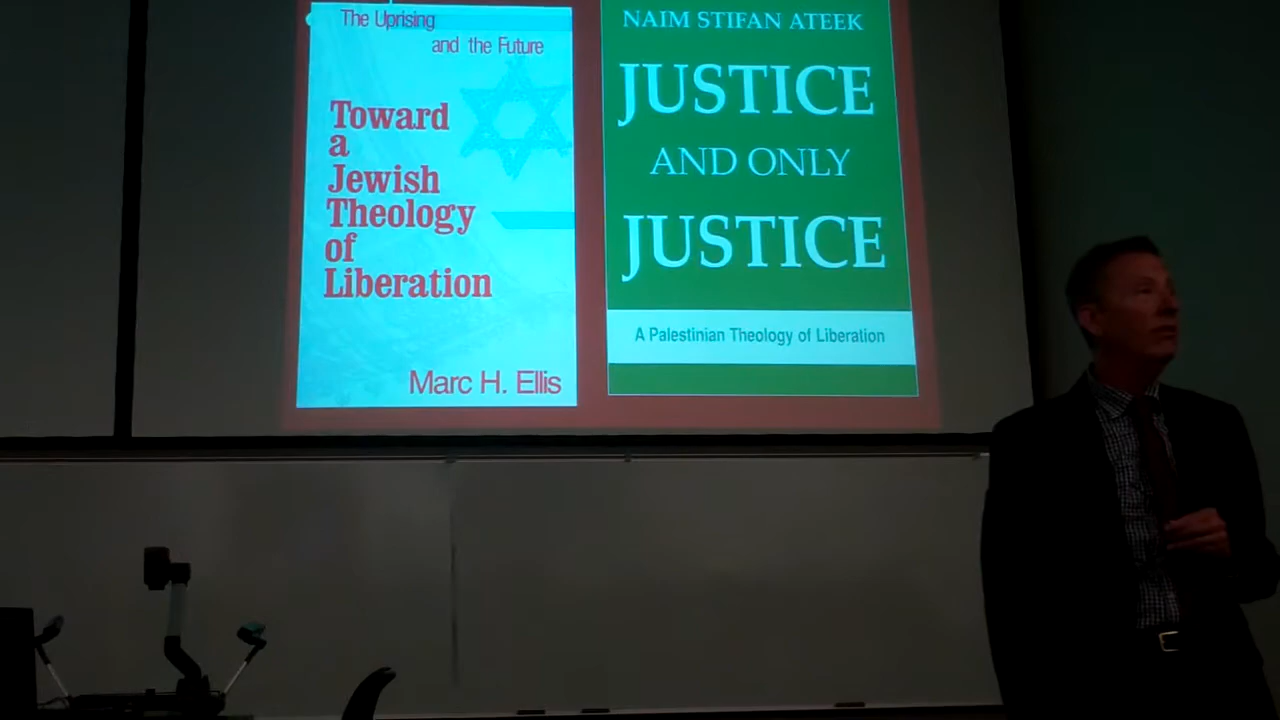 The Uprising
and the Future
Toward
a
Jewish
Theology
of
Liberation
Marc H. Ellis
NAIM STIFAN ATEEK
JUSTICE
AND ONLY
JUSTICE
A Palestinian Theology of Liberation